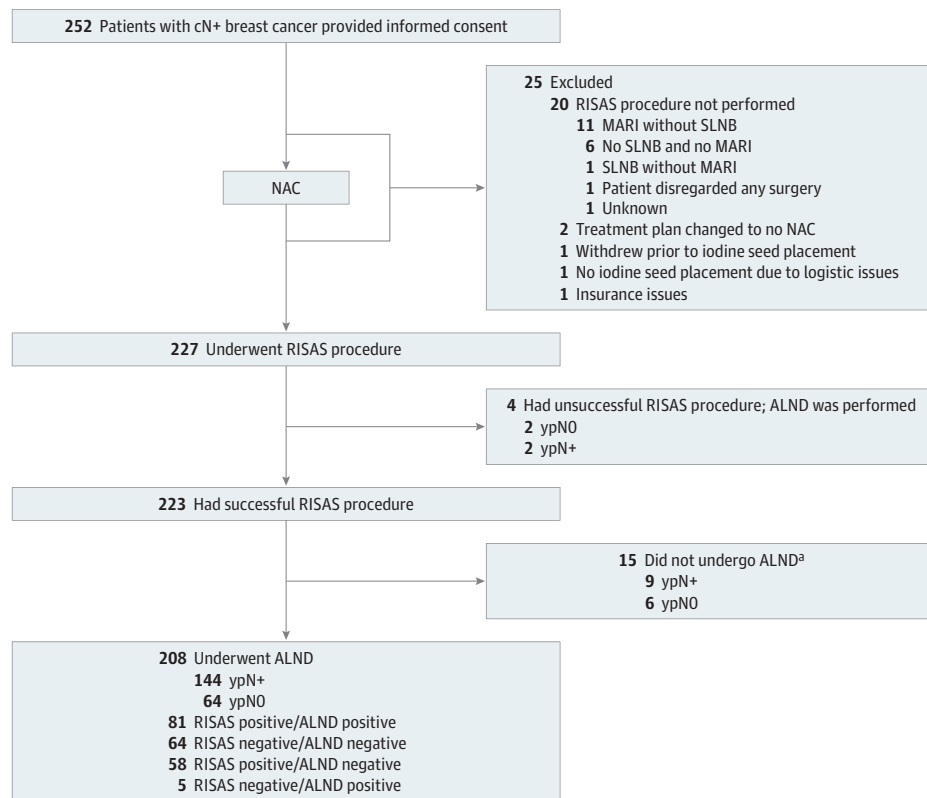 252 Patients with cN+ breast cancer provided informed consent
25 Excluded
20 RISAS procedure not performed
11 MARI without SLNB
6 No SLNB and no MARI
1 SLNB without MARI
1 Patient disregarded any surgery
1 Unknown
2 Treatment plan changed to no NAC
1 Withdrew prior to iodine seed placement
1 No iodine seed placement due to logistic issues
1 Insurance issues
NAC
227 Underwent RISAS procedure
4 Had unsuccessful RISAS procedure; ALND was performed
2 ypN0
2 ypN+
223 Had successful RISAS procedure
15 Did not undergo ALNDa
9 ypN+
6 ypN0
208 Underwent ALND
144 ypN+
64 ypN0
81 RISAS positive/ALND positive
64 RISAS negative/ALND negative
58 RISAS positive/ALND negative
5 RISAS negative/ALND positive